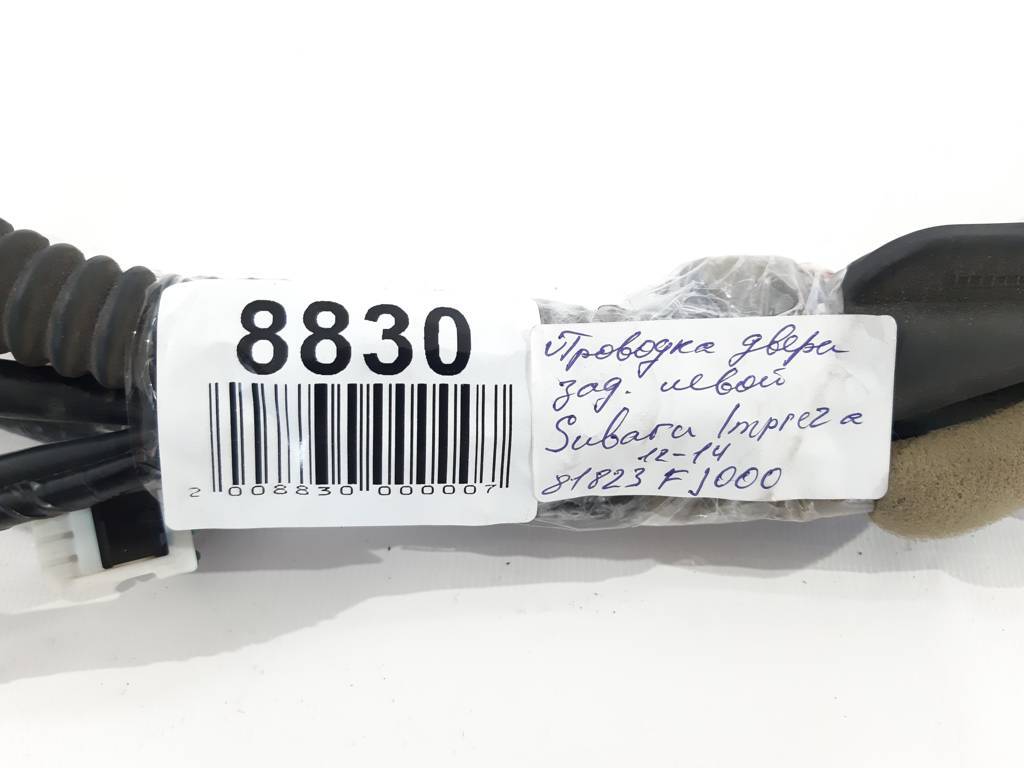 8830
2 008830 000007
Проводка двери
зад. левой
Subaru Impreza
12-14
81823 FJ000